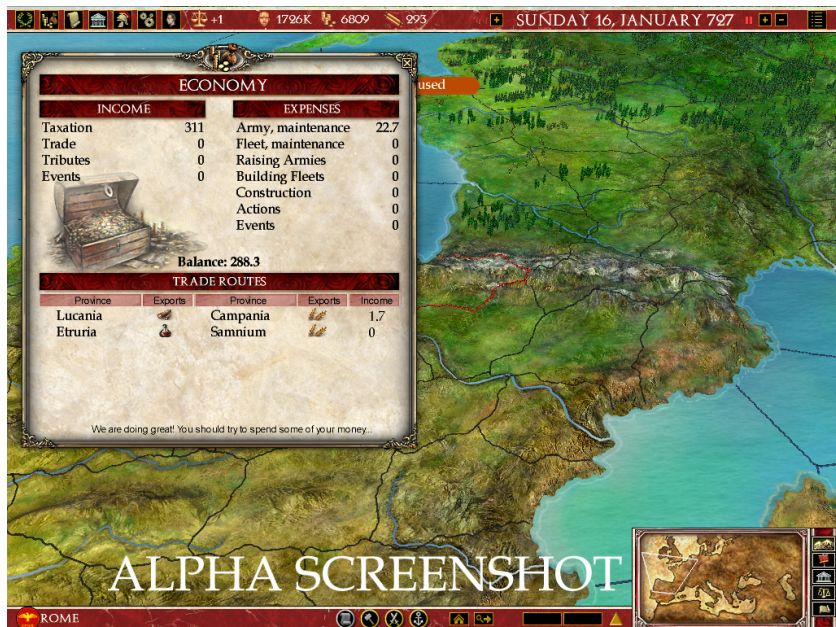 +1 1726K 6809 293 SUNDAY 16, JANUARY 727
used
ECONOMY
INCOME
Taxation 311
Trade 0
Tributes 0
Events 0
EXPENSES
Army, maintenance 22.7
Fleet, maintenance 0
Raising Armies 0
Building Fleets 0
Construction 0
Actions 0
Events 0
Balance: 288.3
TRADE ROUTES
Province Exports Province Exports Income
Lucania Campania 1.7
Etruria Samnium 0
We are doing great! You should try to spend some of your money...
ALPHA SCREENSHOT
ROME